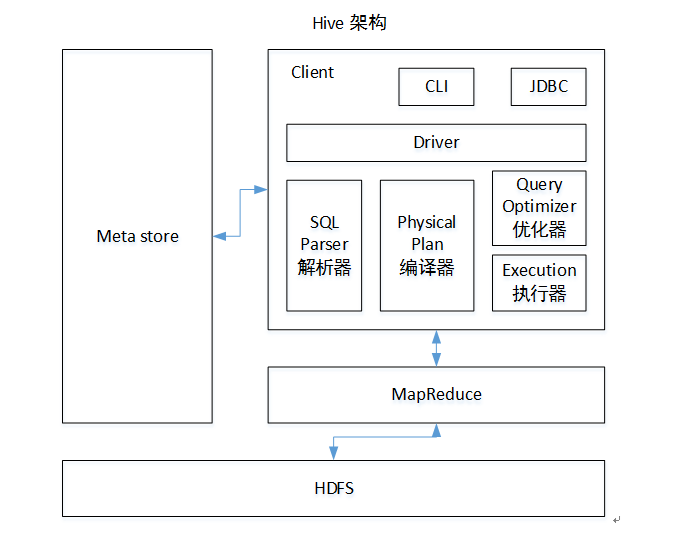 Hive 架构
Client
CLI
JDBC
Driver
Meta store
SQL
Parser
解析器
Physical
Plan
编译器
Query
Optimizer
优化器
Execution
执行器
MapReduce
HDFS